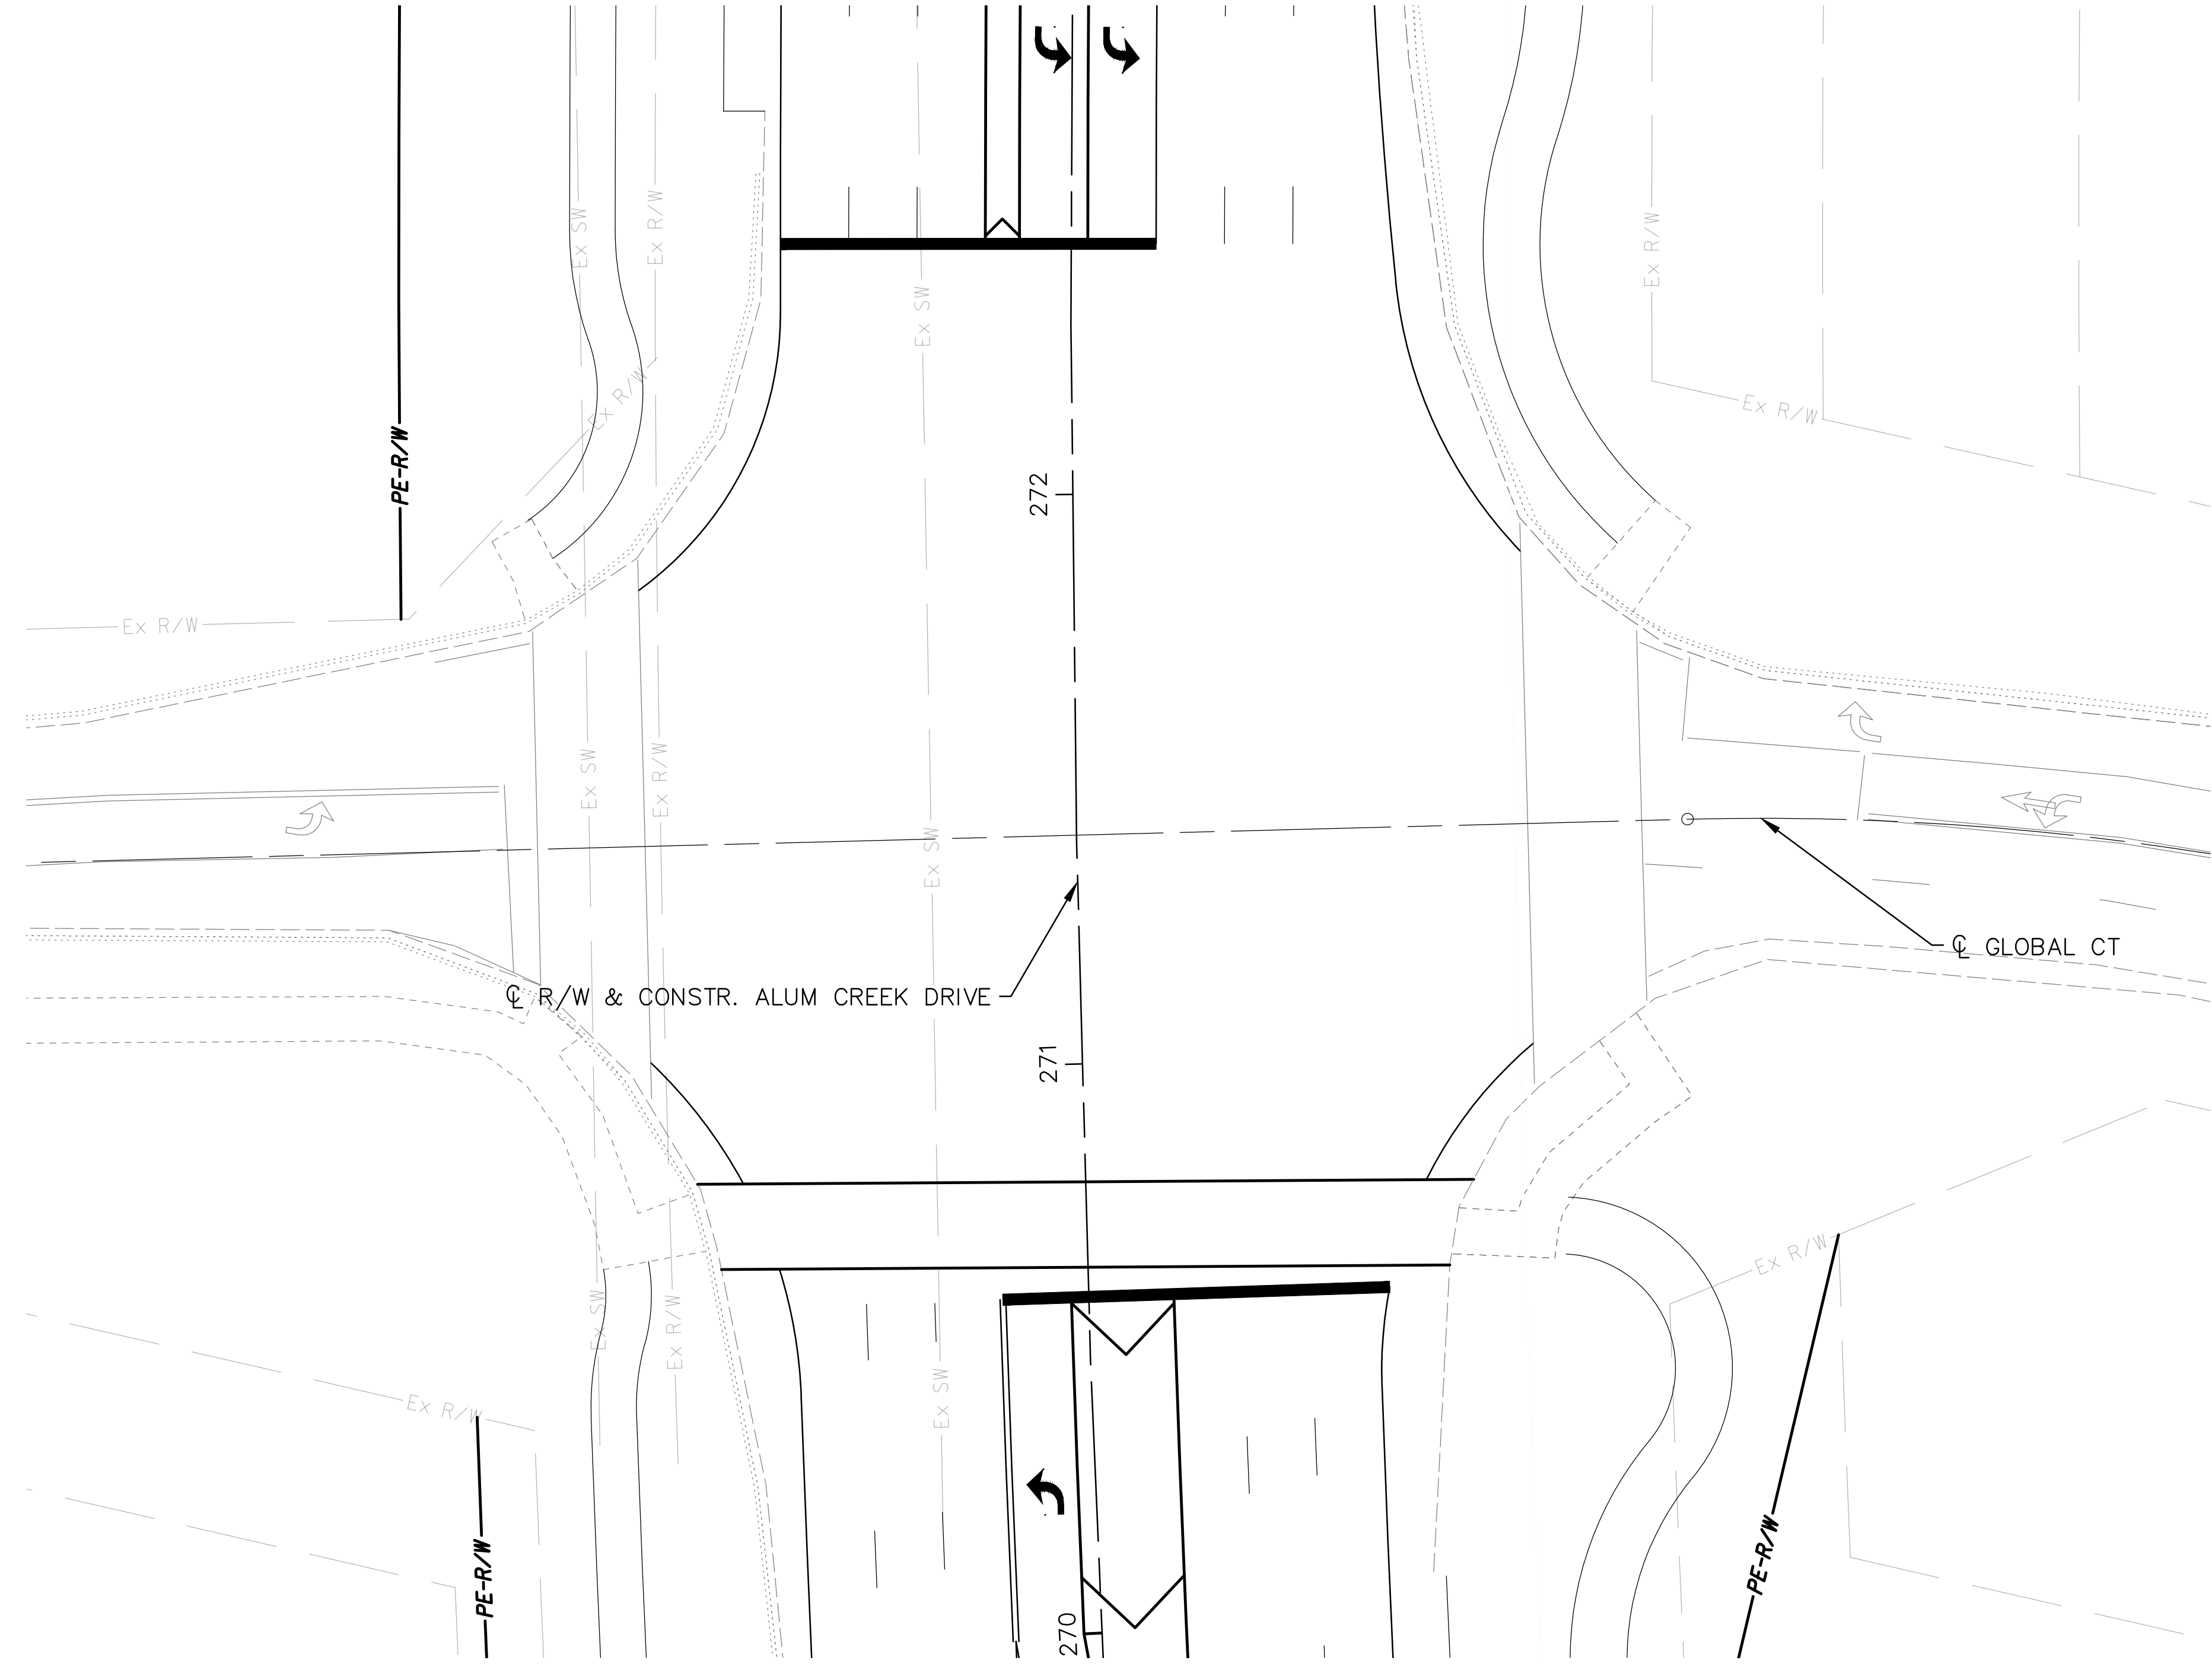 Ex SW
Ex R/W
Ex R/W
Ex SW
Ex R/W
Ex R/W
PE-R/W
272
Ex R/W
Ex SW
Ex R/W
Ex SW
℄ GLOBAL CT
℄ R/W & CONSTR. ALUM CREEK DRIVE
271
Ex R/W
Ex SW
Ex R/W
Ex SW
Ex R/W
PE-R/W
PE-R/W
270